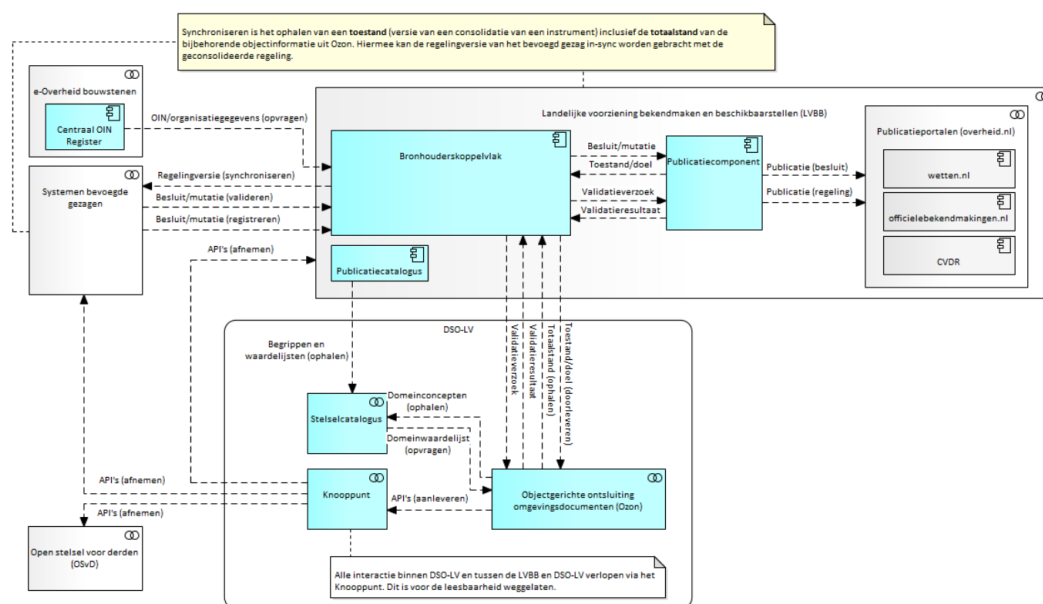 Synchroniseren is het ophalen van een toestand (versie van een consolidatie van een instrument) inclusief de totaalstand van de
bijbehorende objectinformatie uit Ozon. Hiermee kan de regelingversie van het bevoegd gezag in-sync worden gebracht met de
geconsolideerde regeling.
e-Overheid bouwstenen
Centraal OIN
Register
OIN/organisatiegegevens (opvragen)
Landelijke voorziening bekendmaken en beschikbaarstellen (LVBB)
Bronhouderskoppelvlak
Besluit/mutatie
Toestand/doel
Validatieverzoek
Validatieresultaat
Publicatiecomponent
Publicatie (besluit)
Publicatie (regeling)
Publicatieportalen (overheid.nl)
wetten.nl
officielebekendmakingen.nl
CVDR
Systemen bevoegde
gezagen
Regelingversie (synchroniseren)
Besluit/mutatie (valideren)
Besluit/mutatie (registreren)
API's (afnemen)
Publicatiecatalogus
DSO-LV
Begrippen en
waardelijsten (ophalen)
Validatieverzoek
Validatieresultaat
Totaalstand (ophalen)
Toestand/doel (doorleveren)
Stelselcatalogus
Domeinconcepten
(ophalen)
Domeinwaardelijst
(opvragen)
Knooppunt
API's (aanleveren)
Objectgerichte ontsluiting
omgevingsdocumenten (Ozon)
API's (afnemen)
API's (afnemen)
Open stelsel voor derden
(OSvD)
Alle interactie binnen DSO-LV en tussen de LVBB en DSO-LV verlopen via het
Knooppunt. Dit is voor de leesbaarheid weggelaten.